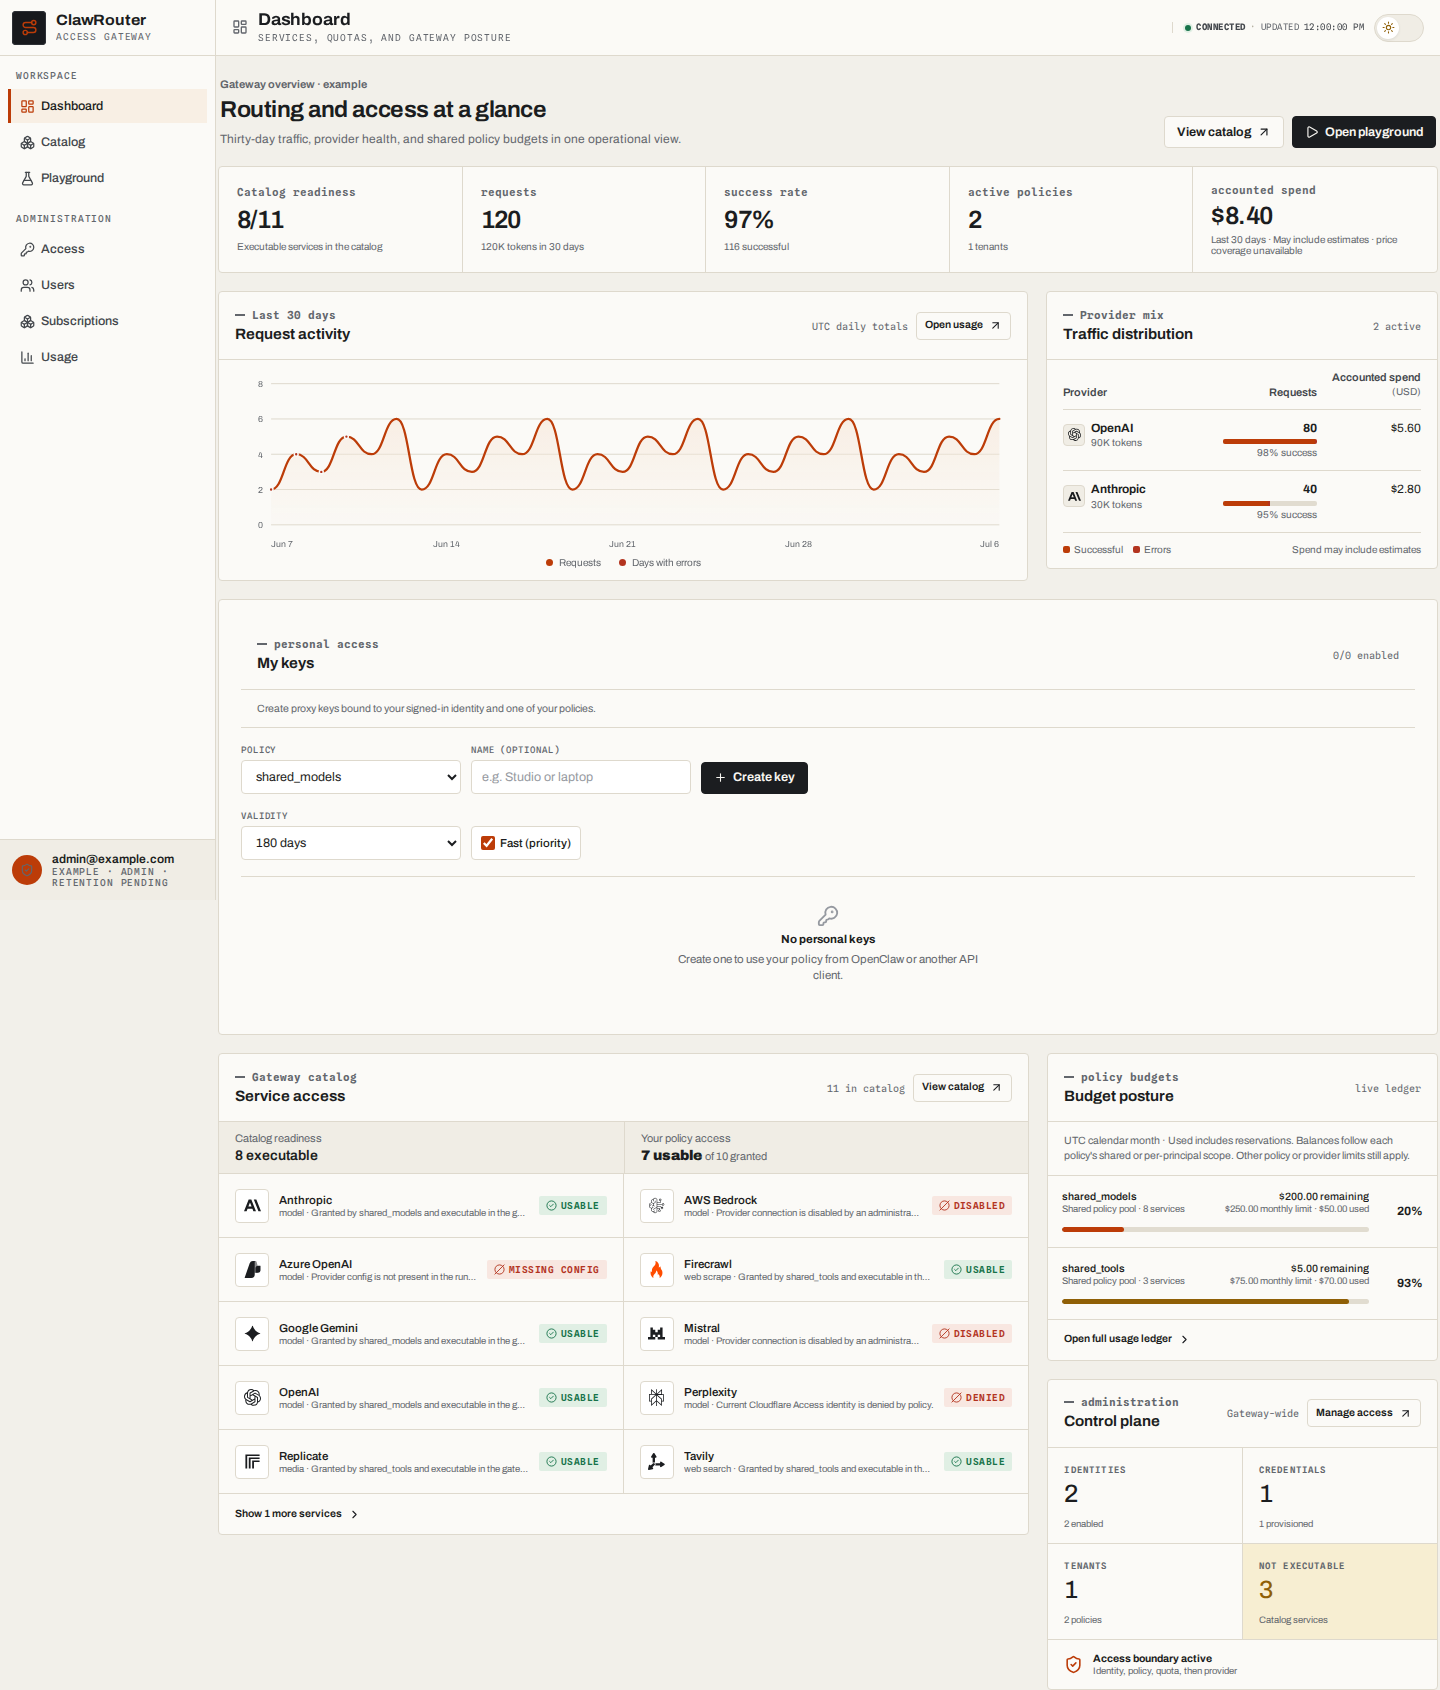 ClawRouter
ACCESS GATEWAY
WORKSPACE
Dashboard
Catalog
Playground
ADMINISTRATION
Access
Users
Subscriptions
Usage
admin@example.com
EXAMPLE · ADMIN ·
RETENTION PENDING
Dashboard
SERVICES, QUOTAS, AND GATEWAY POSTURE
CONNECTED · UPDATED 12:00:00 PM
Gateway overview · example
Routing and access at a glance
Thirty-day traffic, provider health, and shared policy budgets in one operational view.
View catalog
Open playground
Catalog readiness
8/11
Executable services in the catalog
requests
120
120K tokens in 30 days
success rate
97%
116 successful
active policies
2
1 tenants
accounted spend
$8.40
Last 30 days · May include estimates · price
coverage unavailable
Last 30 days
Request activity
UTC daily totals
Open usage
8
6
4
2
0
Jun 7
Jun 14
Jun 21
Jun 28
Jul 6
Requests
Days with errors
Provider mix
Traffic distribution
2 active
Provider
Requests
Accounted spend
(USD)
OpenAI
90K tokens
80
98% success
$5.60
Anthropic
30K tokens
40
95% success
$2.80
Successful
Errors
Spend may include estimates
personal access
My keys
0/0 enabled
Create proxy keys bound to your signed-in identity and one of your policies.
POLICY
shared_models
NAME (OPTIONAL)
e.g. Studio or laptop
Create key
VALIDITY
180 days
Fast (priority)
No personal keys
Create one to use your policy from OpenClaw or another API
client.
Gateway catalog
Service access
11 in catalog
View catalog
Catalog readiness
8 executable
Your policy access
7 usable of 10 granted
Anthropic
model · Granted by shared_models and executable in the g...
USABLE
AWS Bedrock
model · Provider connection is disabled by an administra...
DISABLED
Azure OpenAI
model · Provider config is not present in the run...
MISSING CONFIG
Firecrawl
web scrape · Granted by shared_tools and executable in th...
USABLE
Google Gemini
model · Granted by shared_models and executable in the g...
USABLE
Mistral
model · Provider connection is disabled by an administra...
DISABLED
OpenAI
model · Granted by shared_models and executable in the g...
USABLE
Perplexity
model · Current Cloudflare Access identity is denied by policy.
DENIED
Replicate
media · Granted by shared_tools and executable in the gate...
USABLE
Tavily
web search · Granted by shared_tools and executable in th...
USABLE
Show 1 more services
policy budgets
Budget posture
live ledger
UTC calendar month · Used includes reservations. Balances follow each
policy's shared or per-principal scope. Other policy or provider limits still apply.
shared_models
Shared policy pool · 8 services
$200.00 remaining
$250.00 monthly limit · $50.00 used
20%
shared_tools
Shared policy pool · 3 services
$5.00 remaining
$75.00 monthly limit · $70.00 used
93%
Open full usage ledger
administration
Control plane
Gateway-wide
Manage access
IDENTITIES
2
2 enabled
CREDENTIALS
1
1 provisioned
TENANTS
1
2 policies
NOT EXECUTABLE
3
Catalog services
Access boundary active
Identity, policy, quota, then provider